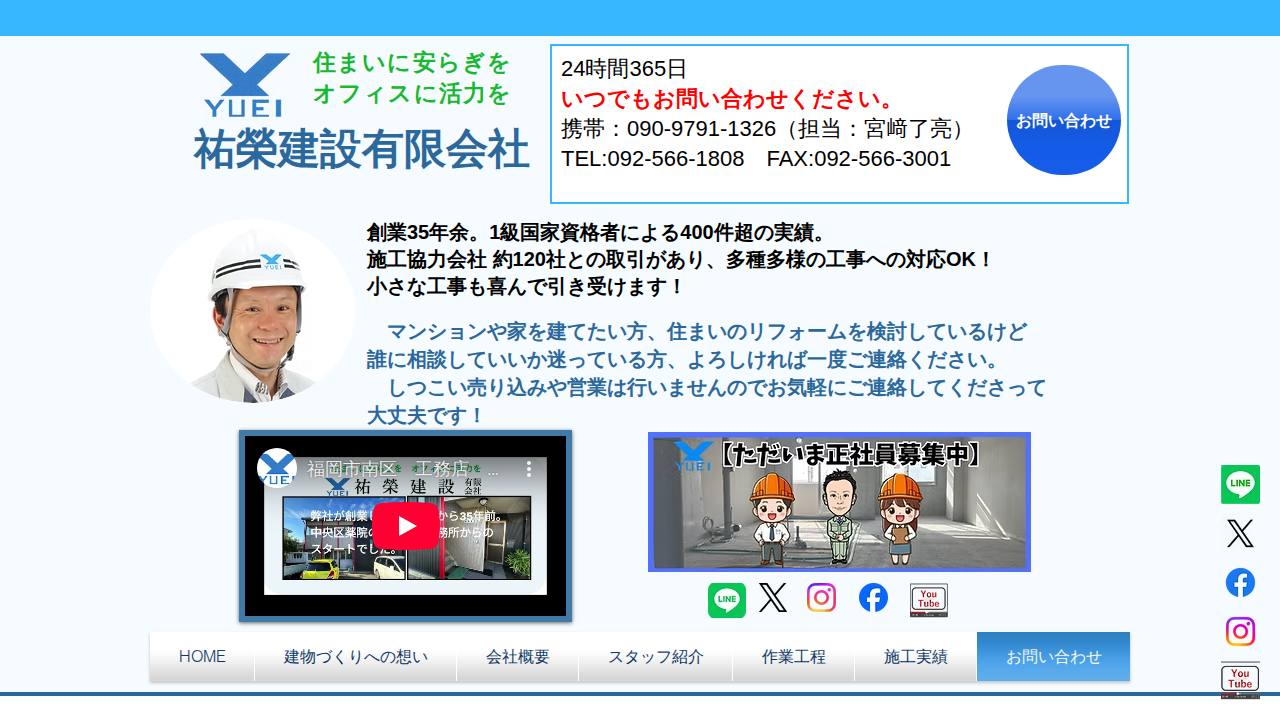 YUEI
住まいに安らぎを
オフィスに活力を
祐榮建設有限会社
24時間365日
いつでもお問い合わせください。
携帯：090-9791-1326（担当：宮﨑了亮）
TEL:092-566-1808　FAX:092-566-3001
お問い合わせ
YUEI
創業35年余。1級国家資格者による400件超の実績。
施工協力会社 約120社との取引があり、多種多様の工事への対応OK！
小さな工事も喜んで引き受けます！
マンションや家を建てたい方、住まいのリフォームを検討しているけど
誰に相談していいか迷っている方、よろしければ一度ご連絡ください。
しつこい売り込みや営業は行いませんのでお気軽にご連絡してくださって
大丈夫です！
YUEI
福岡市南区　工務店　...
オフィスに活力を
YUEI
祐榮建設有限会社
弊社が創業し
から35年前。
中央区薬院の
務所からの
スタートでした。
YUEI
【ただいま正社員募集中】
LINE
You
Tube
LINE
You
Tube
HOME
建物づくりへの想い
会社概要
スタッフ紹介
作業工程
施工実績
お問い合わせ